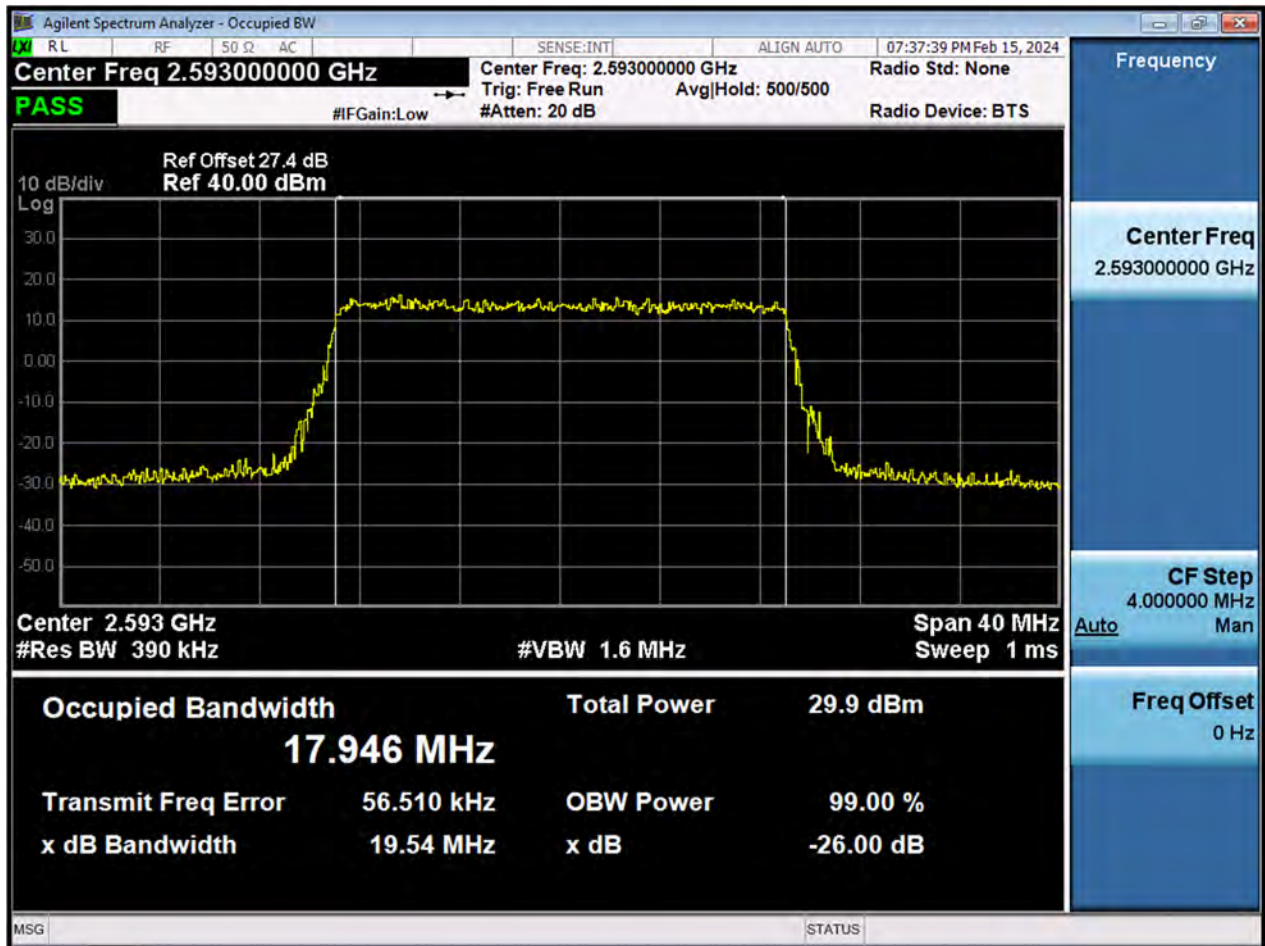 Agilent Spectrum Analyzer - Occupied BW
LXI RL RF 50 Ω AC SENSE:INT ALIGN AUTO 07:37:39 PM Feb 15, 2024
Center Freq 2.593000000 GHz
Center Freq: 2.593000000 GHz
Radio Std: None
Trig: Free Run Avg|Hold: 500/500
PASS
#IFGain:Low
#Atten: 20 dB
Radio Device: BTS
Ref Offset 27.4 dB
10 dB/div Ref 40.00 dBm
Log
30.0
20.0
10.0
0.00
-10.0
-20.0
-30.0
-40.0
-50.0
Center 2.593 GHz Span 40 MHz
#Res BW 390 kHz #VBW 1.6 MHz Sweep 1 ms
Occupied Bandwidth Total Power 29.9 dBm
17.946 MHz
Transmit Freq Error 56.510 kHz OBW Power 99.00 %
x dB Bandwidth 19.54 MHz x dB -26.00 dB
MSG STATUS
Frequency
Center Freq
2.593000000 GHz
CF Step
4.000000 MHz
Auto Man
Freq Offset
0 Hz